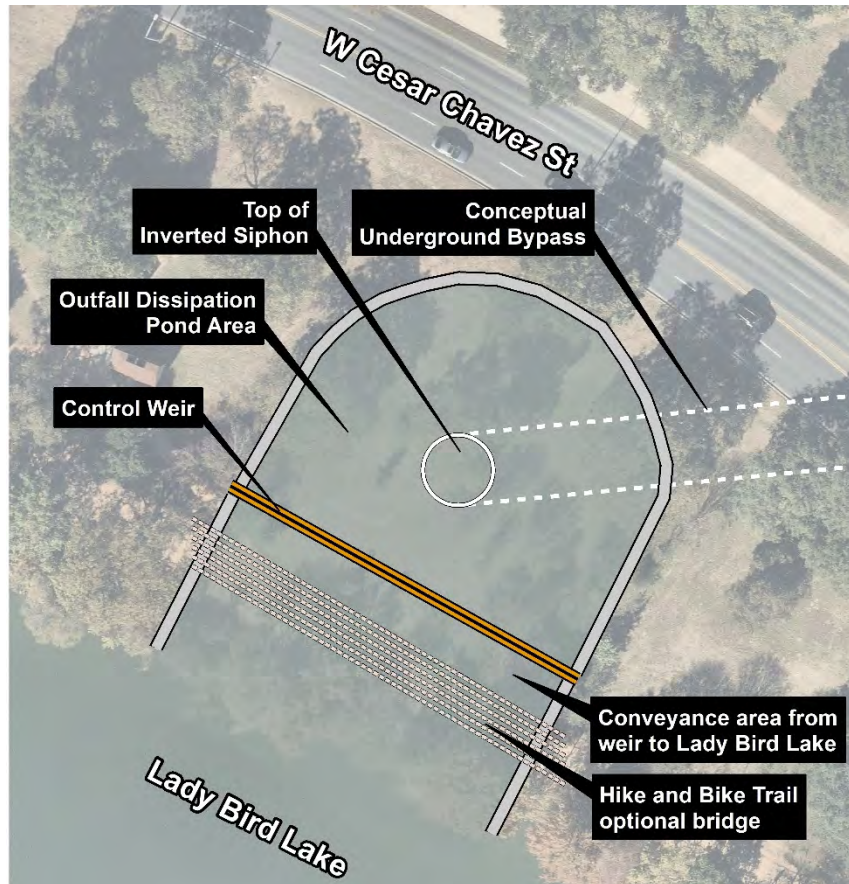 W Cesar Chavez St
Top of
Inverted Siphon
Conceptual
Underground Bypass
Outfall Dissipation
Pond Area
Control Weir
Conveyance area from
weir to Lady Bird Lake
Hike and Bike Trail
optional bridge
Lady Bird Lake